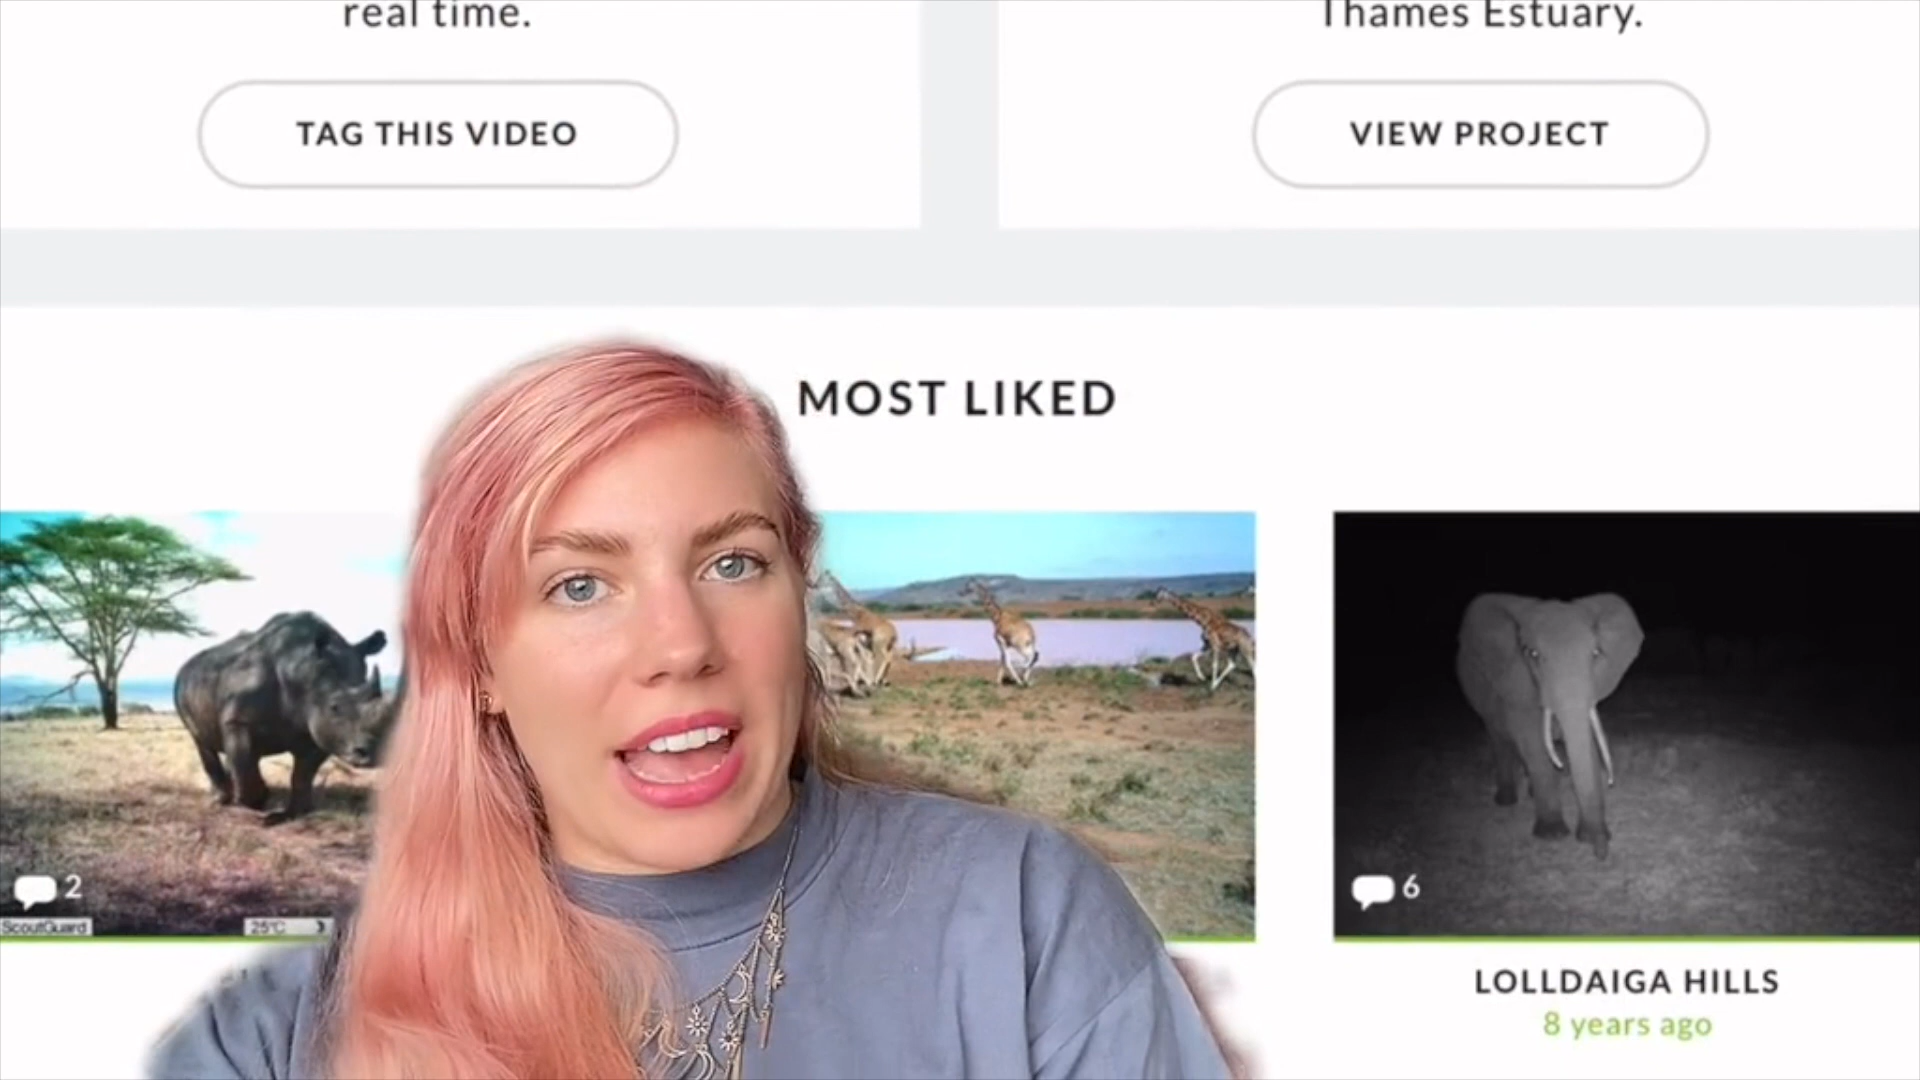 real time.
Thames Estuary.
TAG THIS VIDEO
VIEW PROJECT
MOST LIKED
2
6
ScoutGuard
25°C
LOLLDAIGA HILLS
8 years ago